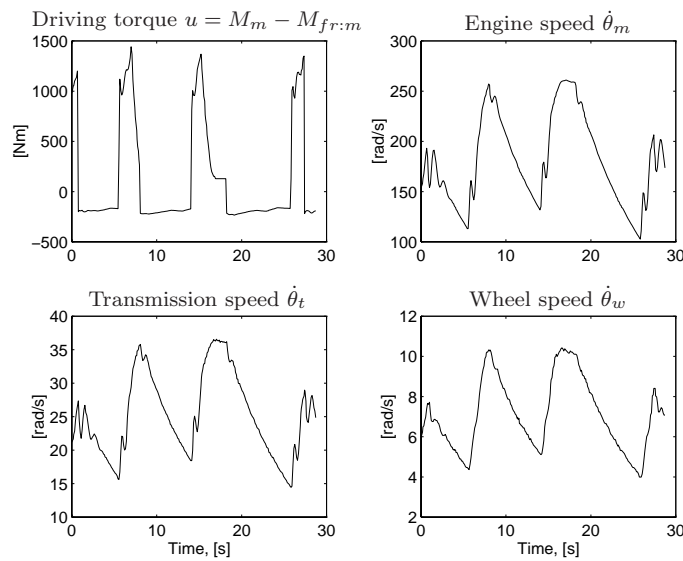 Driving torque u = M_m − M_{fr:m}
1500
1000
500
0
−500
[Nm]
0 10 20 30
Engine speed θ̇_m
300
250
200
150
100
[rad/s]
0 10 20 30
Transmission speed θ̇_t
40
35
30
25
20
15
10
[rad/s]
0 10 20 30
Time, [s]
Wheel speed θ̇_w
12
10
8
6
4
2
[rad/s]
0 10 20 30
Time, [s]